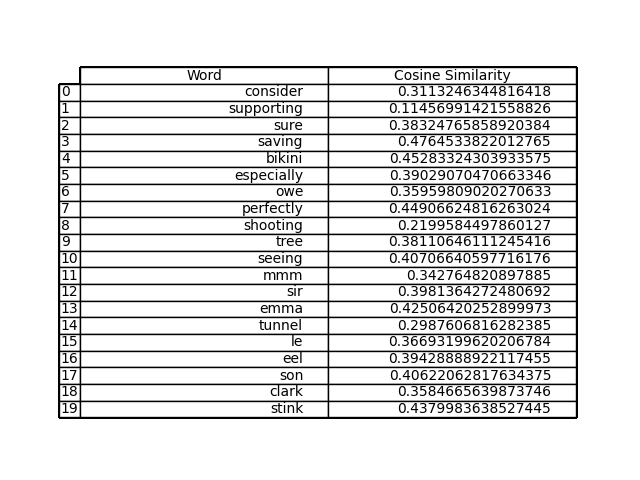 Word Cosine Similarity
0 consider 0.3113246344816418
1 supporting 0.11456991421558826
2 sure 0.38324765858920384
3 saving 0.4764533822012765
4 bikini 0.45283324303933575
5 especially 0.39029070470663346
6 owe 0.35959809020270633
7 perfectly 0.44906624816263024
8 shooting 0.2199584497860127
9 tree 0.38110646111245416
10 seeing 0.40706640597716176
11 mmm 0.342764820897885
12 sir 0.3981364272480692
13 emma 0.42506420252899973
14 tunnel 0.2987606816282385
15 le 0.36693199620206784
16 eel 0.39428889922117455
17 son 0.40622062817634375
18 clark 0.3584665639873746
19 stink 0.4379983638527445